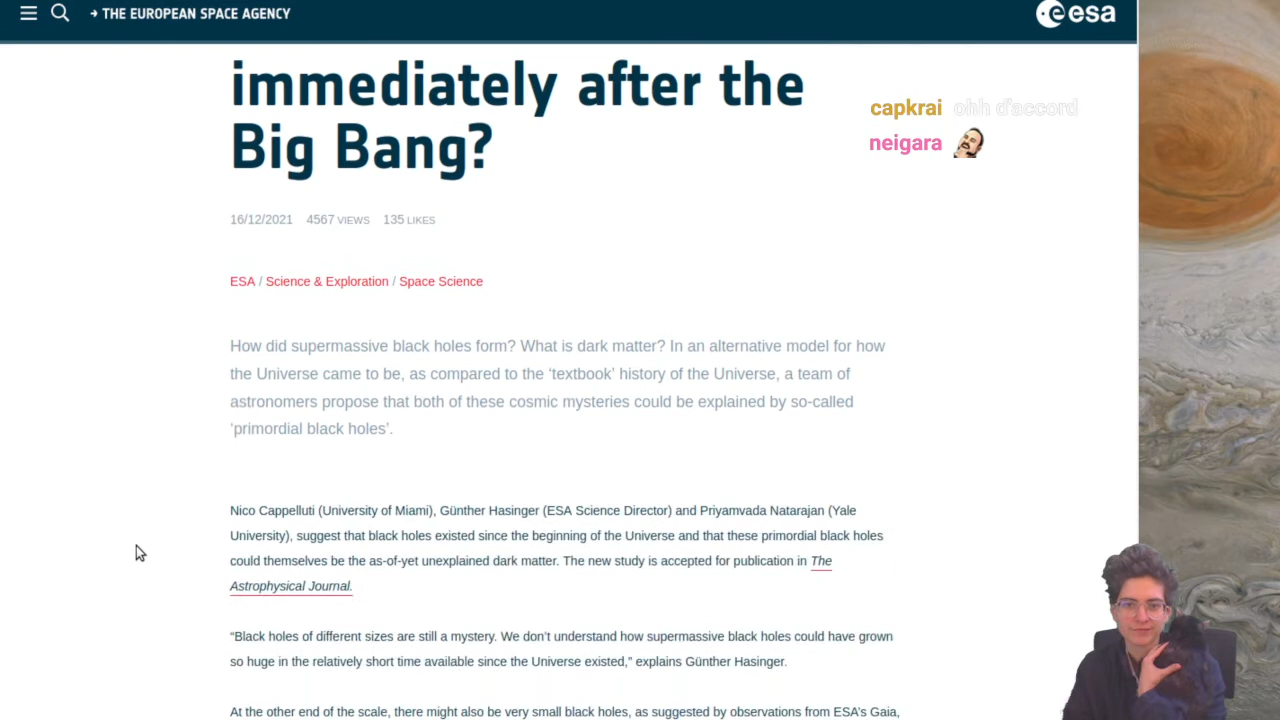 → THE EUROPEAN SPACE AGENCY
esa
immediately after the
Big Bang?
capkrai ohh d'accord
neigara
16/12/2021 4567 VIEWS 135 LIKES
ESA / Science & Exploration / Space Science
How did supermassive black holes form? What is dark matter? In an alternative model for how
the Universe came to be, as compared to the ‘textbook’ history of the Universe, a team of
astronomers propose that both of these cosmic mysteries could be explained by so-called
‘primordial black holes’.
Nico Cappelluti (University of Miami), Günther Hasinger (ESA Science Director) and Priyamvada Natarajan (Yale
University), suggest that black holes existed since the beginning of the Universe and that these primordial black holes
could themselves be the as-of-yet unexplained dark matter. The new study is accepted for publication in The
Astrophysical Journal.
“Black holes of different sizes are still a mystery. We don’t understand how supermassive black holes could have grown
so huge in the relatively short time available since the Universe existed,” explains Günther Hasinger.
At the other end of the scale, there might also be very small black holes, as suggested by observations from ESA’s Gaia,